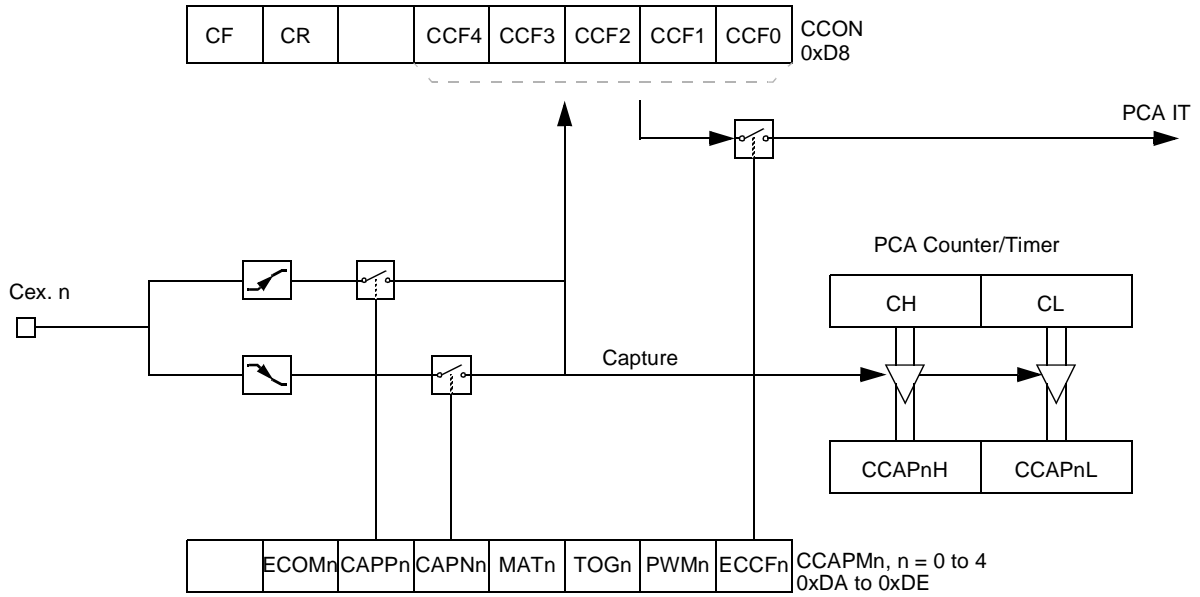 CF CR CCF4 CCF3 CCF2 CCF1 CCF0 CCON
0xD8
PCA IT
PCA Counter/Timer
Cex. n
CH CL
Capture
CCAPnH CCAPnL
ECOMn CAPPn CAPNn MATn TOGn PWMn ECCFn CCAPMn, n = 0 to 4
0xDA to 0xDE